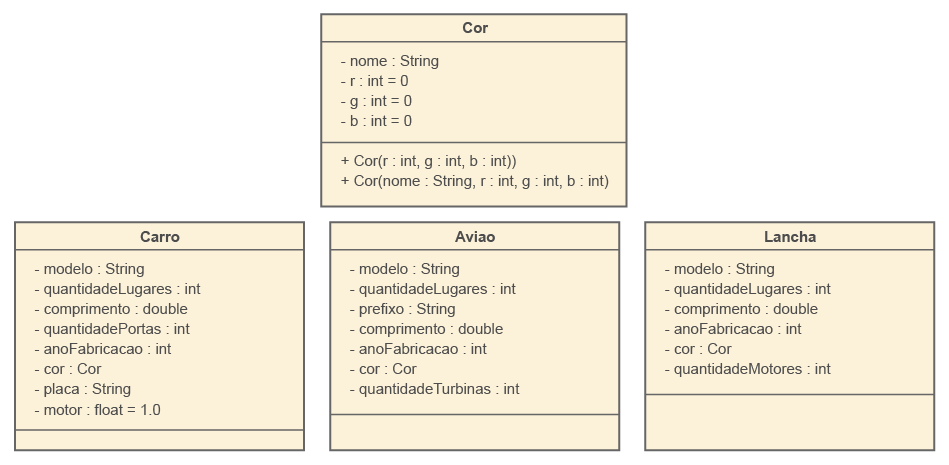 Cor
- nome : String
- r : int = 0
- g : int = 0
- b : int = 0
+ Cor(r : int, g : int, b : int))
+ Cor(nome : String, r : int, g : int, b : int)
Carro
- modelo : String
- quantidadeLugares : int
- comprimento : double
- quantidadePortas : int
- anoFabricacao : int
- cor : Cor
- placa : String
- motor : float = 1.0
Aviao
- modelo : String
- quantidadeLugares : int
- prefixo : String
- comprimento : double
- anoFabricacao : int
- cor : Cor
- quantidadeTurbinas : int
Lancha
- modelo : String
- quantidadeLugares : int
- comprimento : double
- anoFabricacao : int
- cor : Cor
- quantidadeMotores : int